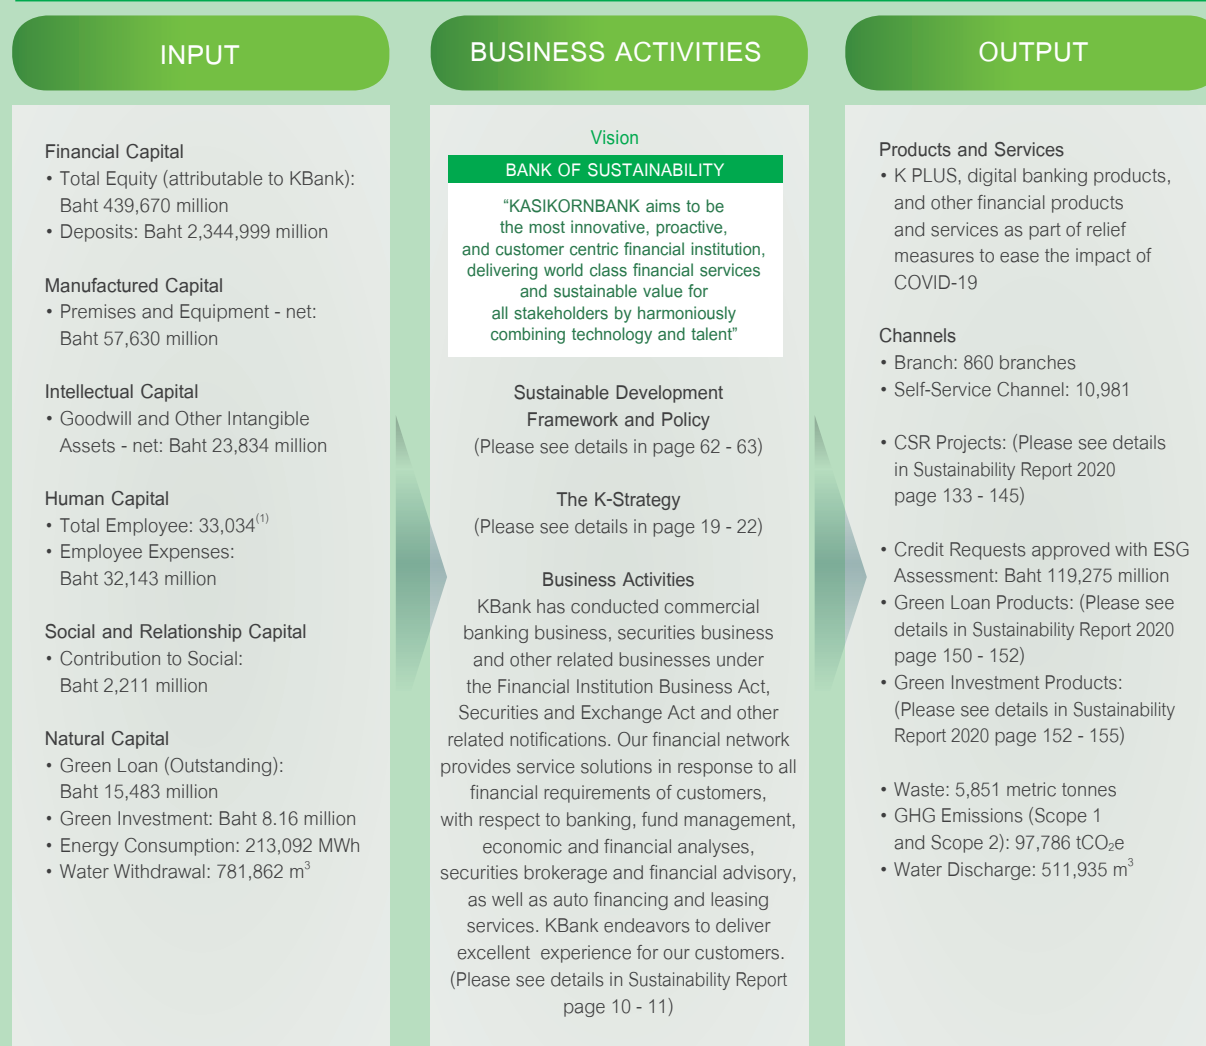 INPUT
Financial Capital
• Total Equity (attributable to KBank):
Baht 439,670 million
• Deposits: Baht 2,344,999 million
Manufactured Capital
• Premises and Equipment - net:
Baht 57,630 million
Intellectual Capital
• Goodwill and Other Intangible
Assets - net: Baht 23,834 million
Human Capital
• Total Employee: 33,034(1)
• Employee Expenses:
Baht 32,143 million
Social and Relationship Capital
• Contribution to Social:
Baht 2,211 million
Natural Capital
• Green Loan (Outstanding):
Baht 15,483 million
• Green Investment: Baht 8.16 million
• Energy Consumption: 213,092 MWh
• Water Withdrawal: 781,862 m³
BUSINESS ACTIVITIES
Vision
BANK OF SUSTAINABILITY
“KASIKORNBANK aims to be
the most innovative, proactive,
and customer centric financial institution,
delivering world class financial services
and sustainable value for
all stakeholders by harmoniously
combining technology and talent”
Sustainable Development
Framework and Policy
(Please see details in page 62 - 63)
The K-Strategy
(Please see details in page 19 - 22)
Business Activities
KBank has conducted commercial
banking business, securities business
and other related businesses under
the Financial Institution Business Act,
Securities and Exchange Act and other
related notifications. Our financial network
provides service solutions in response to all
financial requirements of customers,
with respect to banking, fund management,
economic and financial analyses,
securities brokerage and financial advisory,
as well as auto financing and leasing
services. KBank endeavors to deliver
excellent experience for our customers.
(Please see details in Sustainability Report
page 10 - 11)
OUTPUT
Products and Services
• K PLUS, digital banking products,
and other financial products
and services as part of relief
measures to ease the impact of
COVID-19
Channels
• Branch: 860 branches
• Self-Service Channel: 10,981
• CSR Projects: (Please see details
in Sustainability Report 2020
page 133 - 145)
• Credit Requests approved with ESG
Assessment: Baht 119,275 million
• Green Loan Products: (Please see
details in Sustainability Report 2020
page 150 - 152)
• Green Investment Products:
(Please see details in Sustainability
Report 2020 page 152 - 155)
• Waste: 5,851 metric tonnes
• GHG Emissions (Scope 1
and Scope 2): 97,786 tCO₂e
• Water Discharge: 511,935 m³